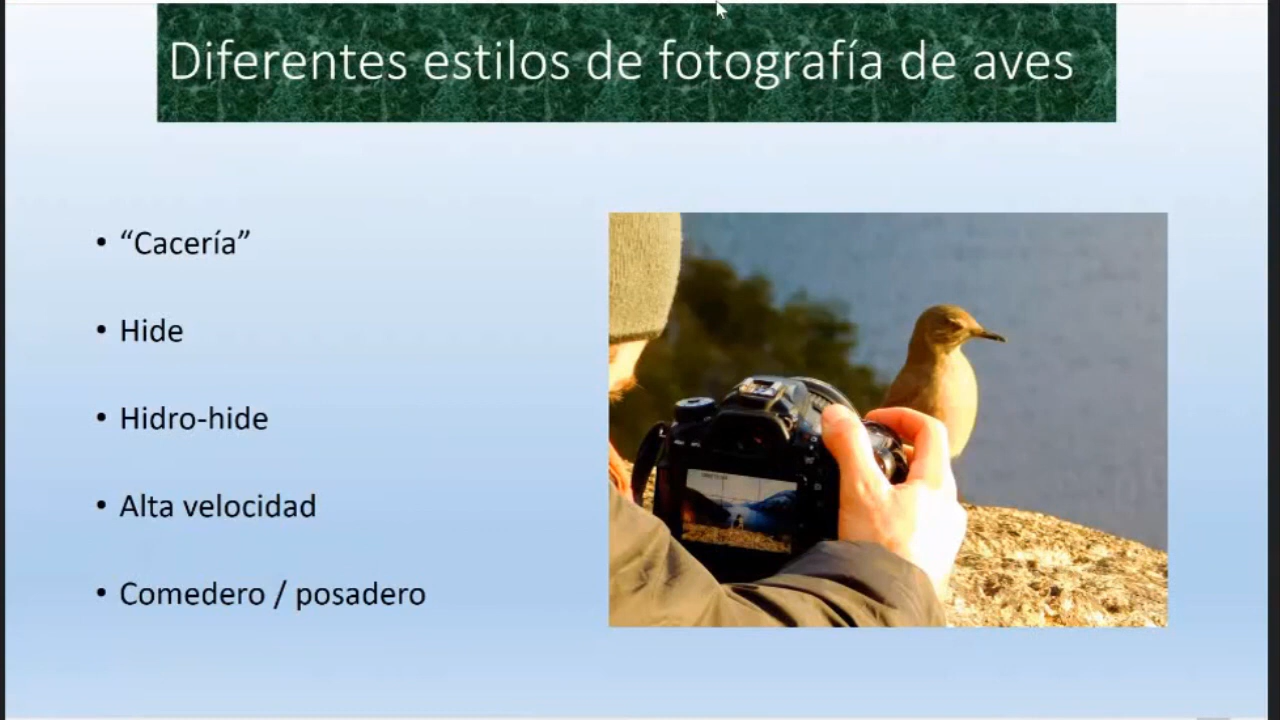 Diferentes estilos de fotografía de aves
• “Cacería”
• Hide
• Hidro-hide
• Alta velocidad
• Comedero / posadero